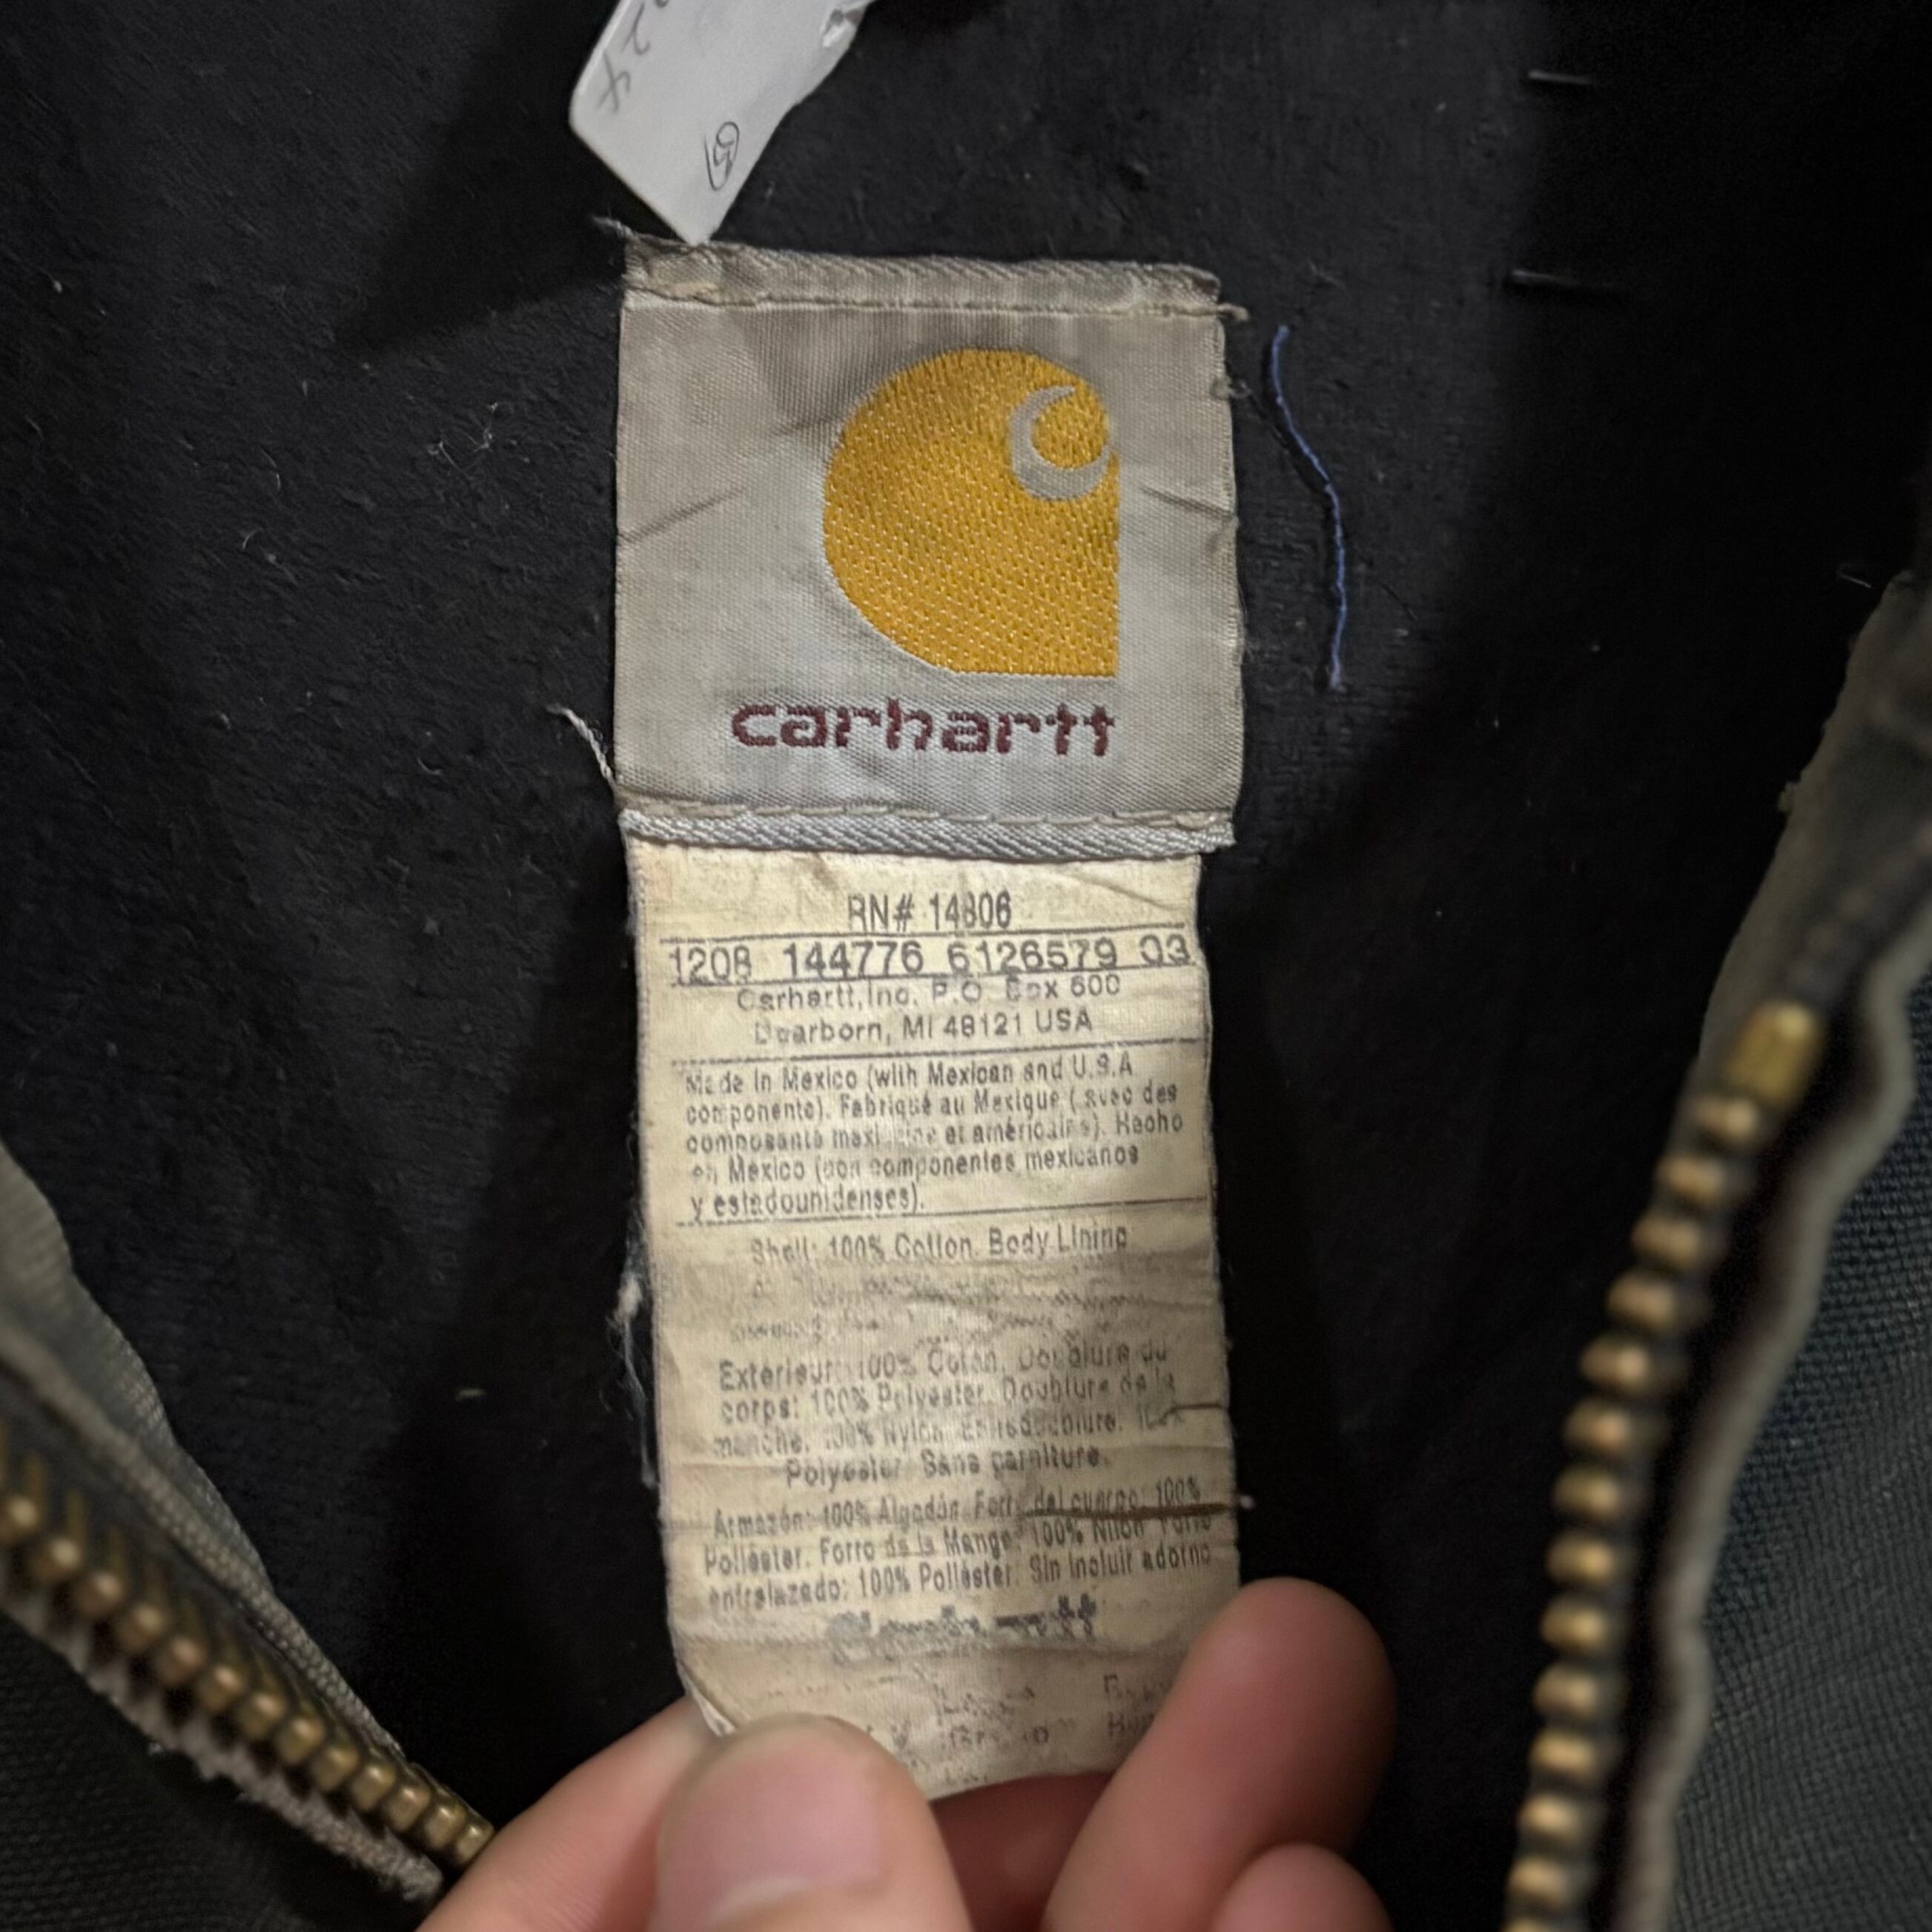 24
3
carhartt
RN# 14806
1208 144776 6126579 03
Carhartt,Inc. P.O. Box 600
Dearborn, MI 48121 USA
Made In Mexico (with Mexican and U.S.A
components). Fabriqué au Mexique ( avec des
composants mexicains et américains). Hecho
en Mexico (con componentes mexicanos
y estadounidenses).
Shell: 100% Cotton. Body Lining
Exterieur: 100% Coton. Doublure du
corps: 100% Polyester. Doublure de la
manche. 100% Nylon.
Polyester Sans garniture.
Armazón: 100% Algodón. Forro del cuerpo: 100%
Poliéster. Forro de la Manga 100% Nilon Forro
entrelazado: 100% Poliéster. Sin incluir adorno
Carhartt